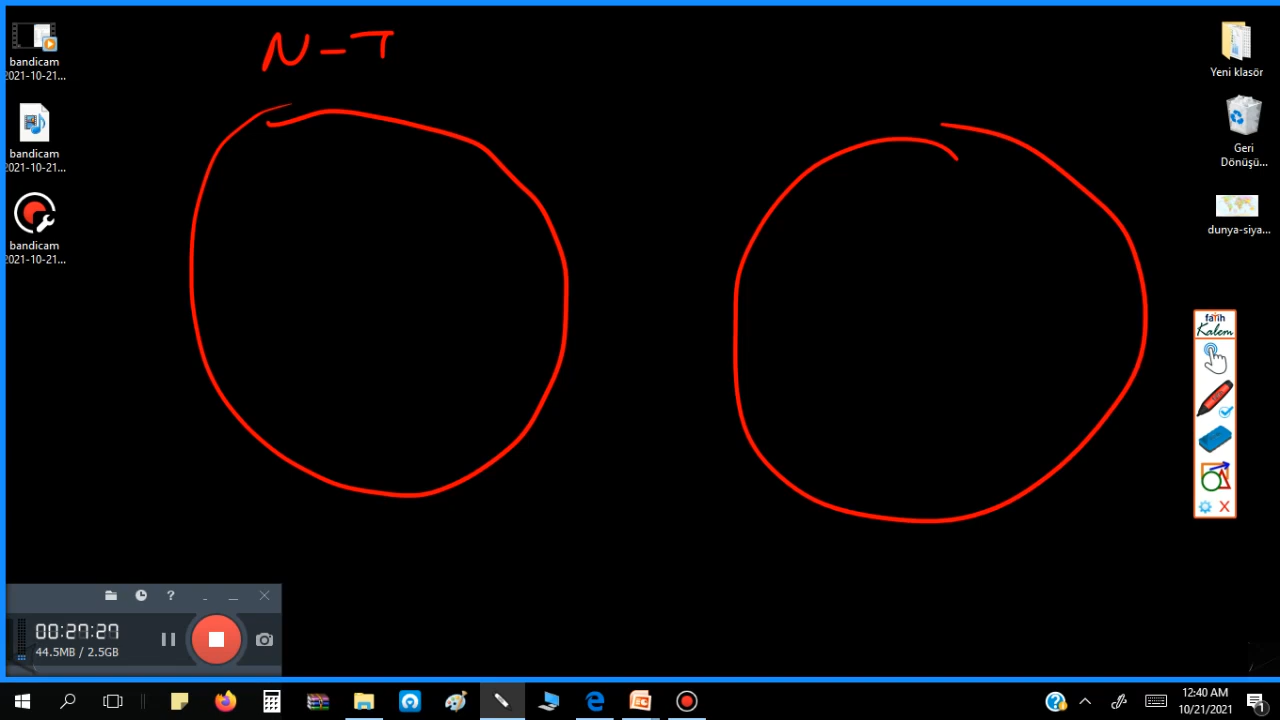 N-T
bandicam
2021-10-21...
bandicam
2021-10-21...
bandicam
2021-10-21...
Yeni klasör
Geri
Dönüşü...
dunya-siya...
fatih
Kalem
00:27:27
44.5MB / 2.5GB
12:40 AM
10/21/2021
1